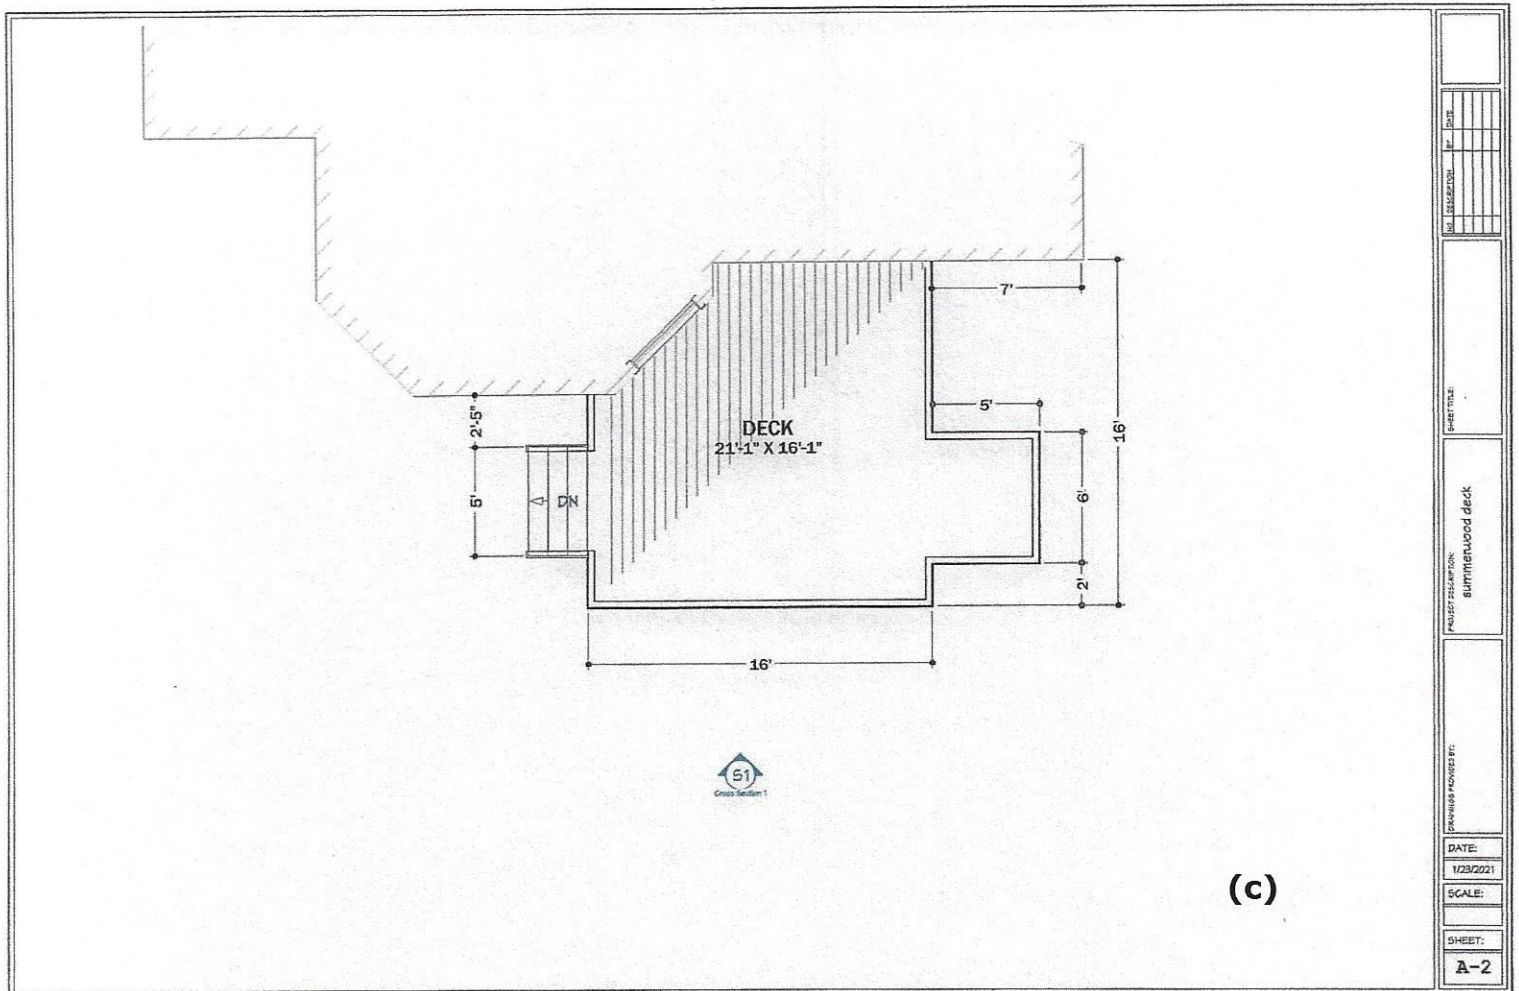 7'
5'
2'-5"
16'
DECK
21'-1" X 16'-1"
5'
DN
6'
2'
16'
S1
Cross Section 1
(c)
NO DESCRIPTION BY DATE
SHEET TITLE:
PROJECT DESCRIPTION:
summerwood deck
DRAWINGS PROVIDED BY:
DATE:
1/23/2021
SCALE:
SHEET:
A-2